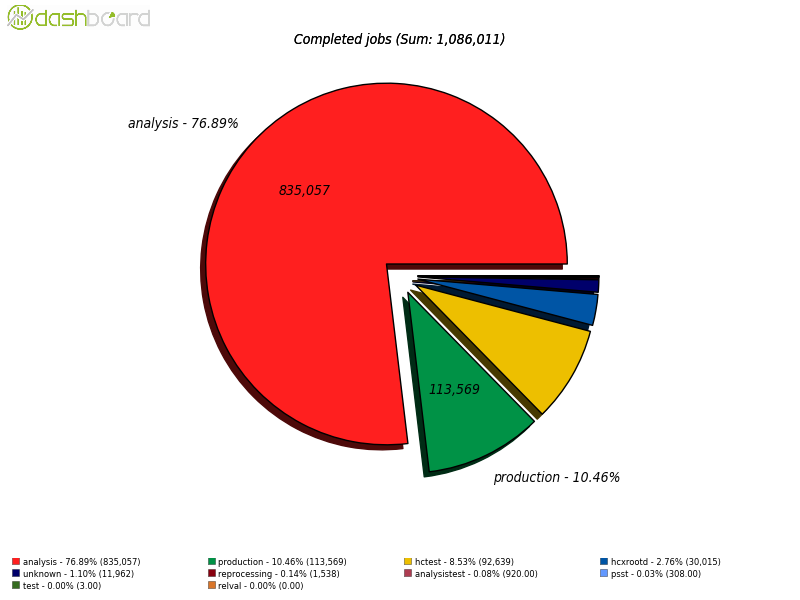 dashboard
Completed jobs (Sum: 1,086,011)
analysis - 76.89%
835,057
113,569
production - 10.46%
analysis - 76.89% (835,057) production - 10.46% (113,569) hctest - 8.53% (92,639) hcxrootd - 2.76% (30,015)
unknown - 1.10% (11,962) reprocessing - 0.14% (1,538) analysistest - 0.08% (920.00) psst - 0.03% (308.00)
test - 0.00% (3.00) relval - 0.00% (0.00)